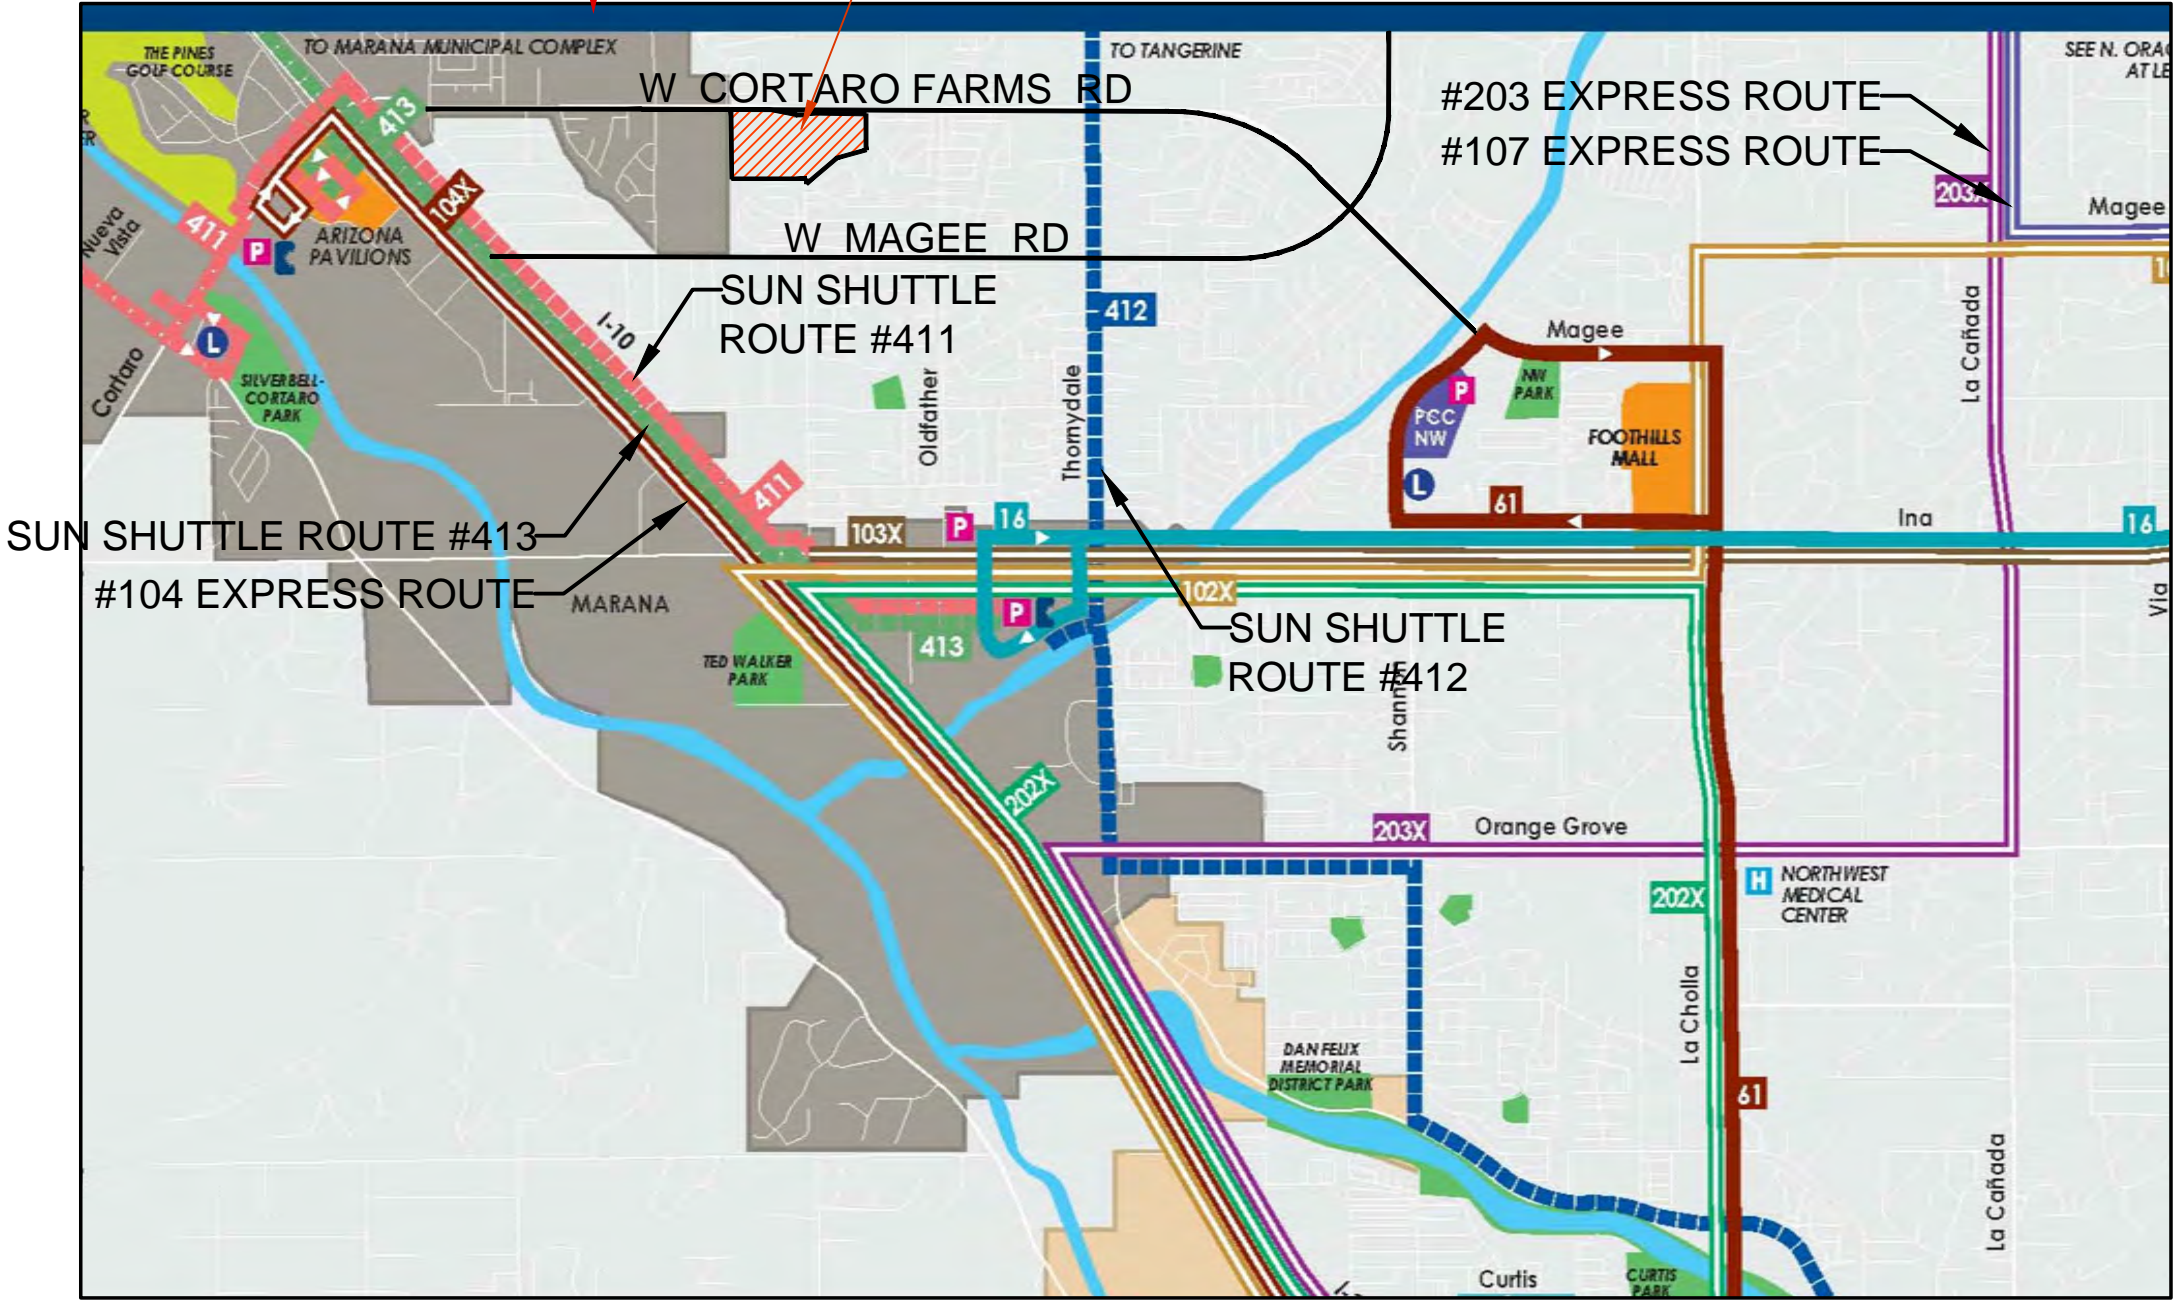 THE PINES
GOLF COURSE
TO MARANA MUNICIPAL COMPLEX
TO TANGERINE
W CORTARO FARMS RD
#203 EXPRESS ROUTE
#107 EXPRESS ROUTE
SEE N. ORAC
AT LE
R
ER
413
104X
203X
Magee
411
Nueva
Vista
P
ARIZONA
PAVILIONS
W MAGEE RD
SUN SHUTTLE
ROUTE #411
I-10
412
Magee
La Cañada
1
L
Cortaro
SILVERBELL-
CORTARO
PARK
Oldfather
Thornydale
P
NW
PARK
PCC
NW
FOOTHILLS
MALL
L
61
411
SUN SHUTTLE ROUTE #413
#104 EXPRESS ROUTE
103X
P
16
Ina
16
MARANA
102X
P
413
Via
SUN SHUTTLE
ROUTE #412
TED WALKER
PARK
Shannon
202X
203X
Orange Grove
202X
H
NORTHWEST
MEDICAL
CENTER
La Cholla
DAN FELIX
MEMORIAL
DISTRICT PARK
61
La Cañada
Curtis
CURTIS
PARK